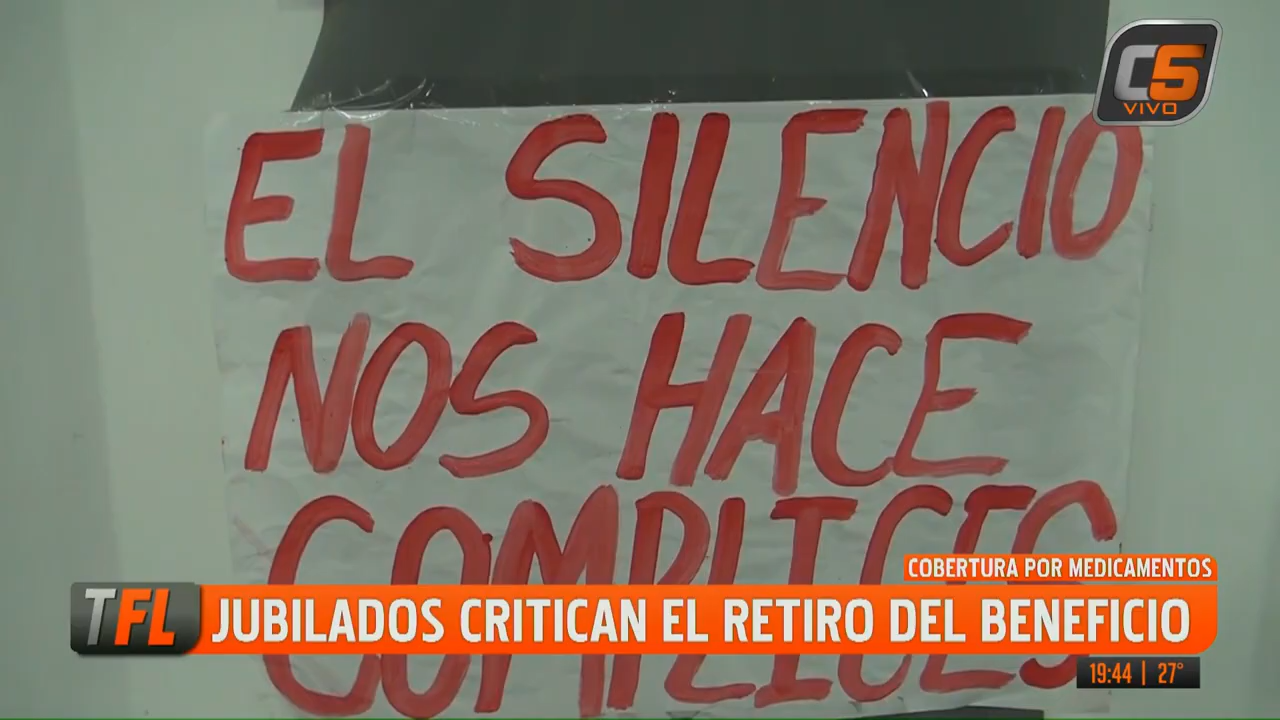 C5
VIVO
EL SILENCIO
NOS HACE
COMPLICES
COBERTURA POR MEDICAMENTOS
TFL
JUBILADOS CRITICAN EL RETIRO DEL BENEFICIO
19:44 | 27°